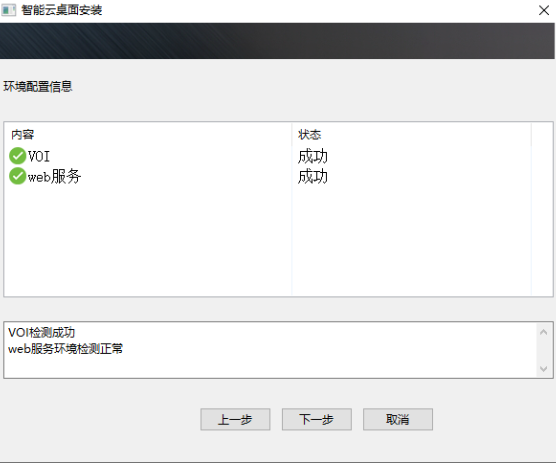 智能云桌面安装
环境配置信息
内容 状态
VOI 成功
web服务 成功
VOI检测成功
web服务环境检测正常
上一步 下一步 取消